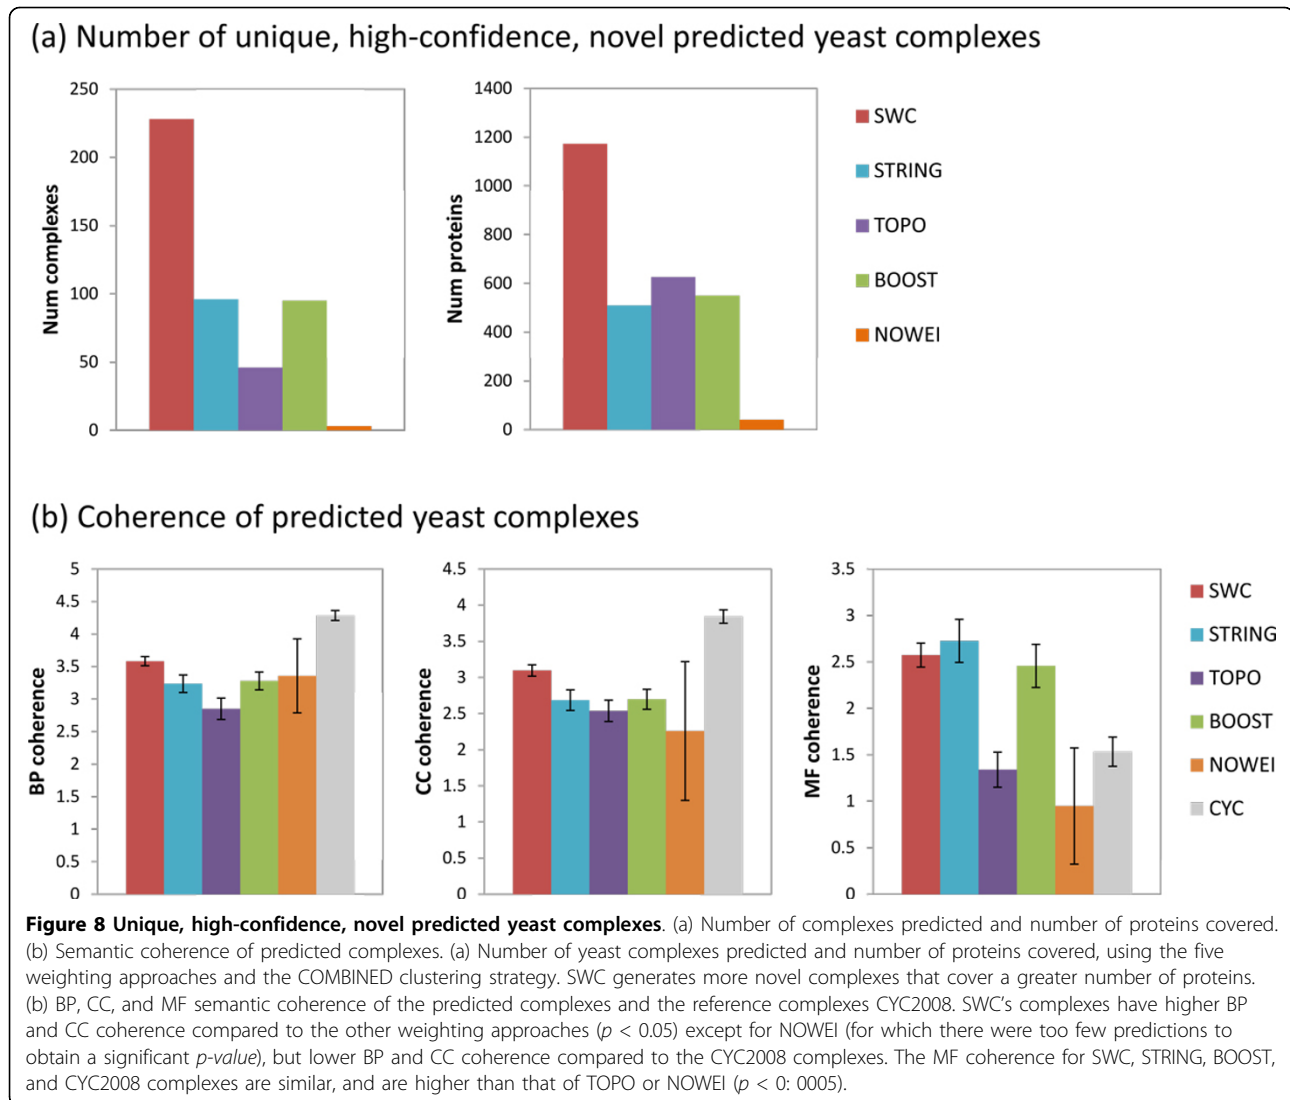 (a) Number of unique, high-confidence, novel predicted yeast complexes
250
200
150
100
50
0
Num complexes
1400
1200
1000
800
600
400
200
0
Num proteins
SWC
STRING
TOPO
BOOST
NOWEI
(b) Coherence of predicted yeast complexes
5
4.5
4
3.5
3
2.5
2
1.5
1
0.5
0
BP coherence
4.5
4
3.5
3
2.5
2
1.5
1
0.5
0
CC coherence
3.5
3
2.5
2
1.5
1
0.5
0
MF coherence
SWC
STRING
TOPO
BOOST
NOWEI
CYC
Figure 8 Unique, high-confidence, novel predicted yeast complexes. (a) Number of complexes predicted and number of proteins covered.
(b) Semantic coherence of predicted complexes. (a) Number of yeast complexes predicted and number of proteins covered, using the five
weighting approaches and the COMBINED clustering strategy. SWC generates more novel complexes that cover a greater number of proteins.
(b) BP, CC, and MF semantic coherence of the predicted complexes and the reference complexes CYC2008. SWC's complexes have higher BP
and CC coherence compared to the other weighting approaches (p < 0.05) except for NOWEI (for which there were too few predictions to
obtain a significant p-value), but lower BP and CC coherence compared to the CYC2008 complexes. The MF coherence for SWC, STRING, BOOST,
and CYC2008 complexes are similar, and are higher than that of TOPO or NOWEI (p < 0: 0005).